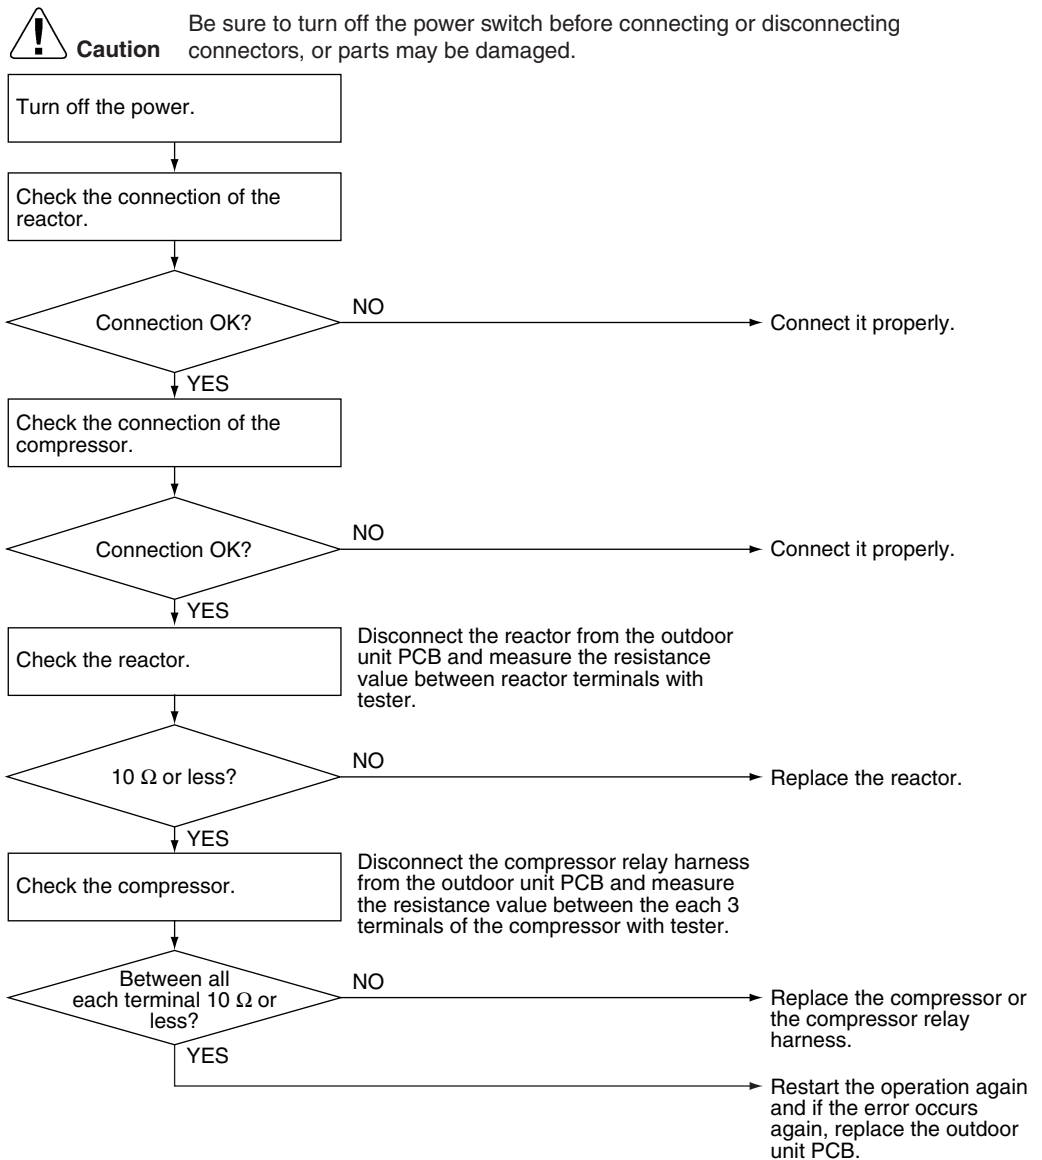 Be sure to turn off the power switch before connecting or disconnecting
Caution connectors, or parts may be damaged.
Turn off the power.
Check the connection of the
reactor.
Connection OK?
NO
Connect it properly.
YES
Check the connection of the
compressor.
Connection OK?
NO
Connect it properly.
YES
Check the reactor.
Disconnect the reactor from the outdoor
unit PCB and measure the resistance
value between reactor terminals with
tester.
10 Ω or less?
NO
Replace the reactor.
YES
Check the compressor.
Disconnect the compressor relay harness
from the outdoor unit PCB and measure
the resistance value between the each 3
terminals of the compressor with tester.
Between all
each terminal 10 Ω or
less?
NO
Replace the compressor or
the compressor relay
harness.
YES
Restart the operation again
and if the error occurs
again, replace the outdoor
unit PCB.